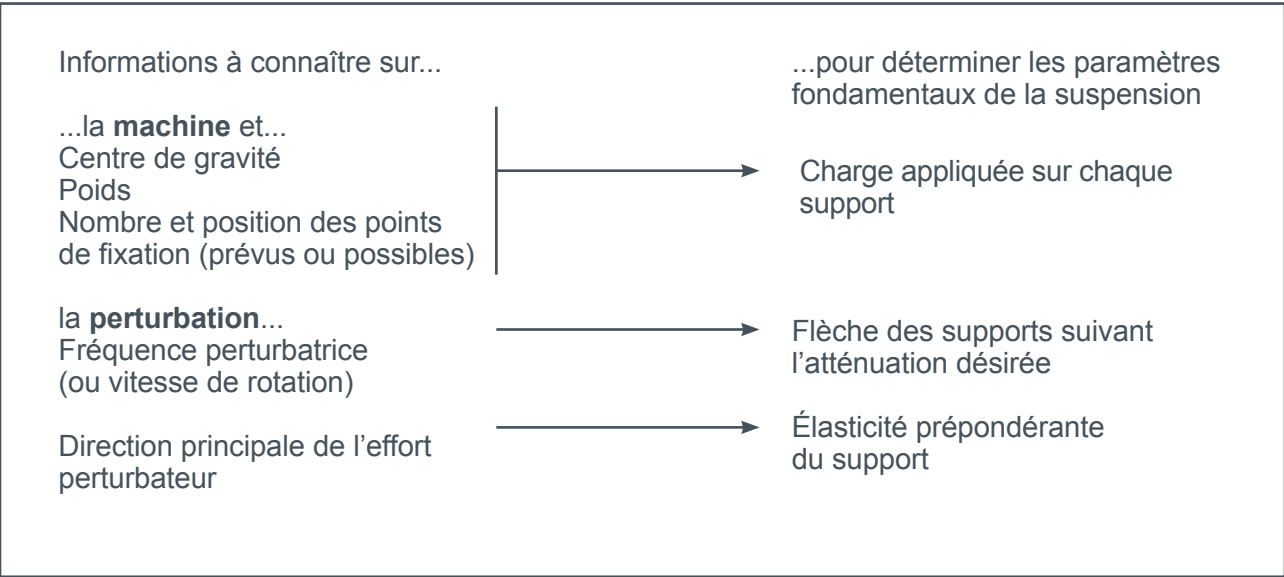 Informations à connaître sur...
...pour déterminer les paramètres
fondamentaux de la suspension
...la machine et...
Centre de gravité
Poids
Nombre et position des points
de fixation (prévus ou possibles)
Charge appliquée sur chaque
support
la perturbation...
Fréquence perturbatrice
(ou vitesse de rotation)
Flèche des supports suivant
l’atténuation désirée
Direction principale de l’effort
perturbateur
Élasticité prépondérante
du support